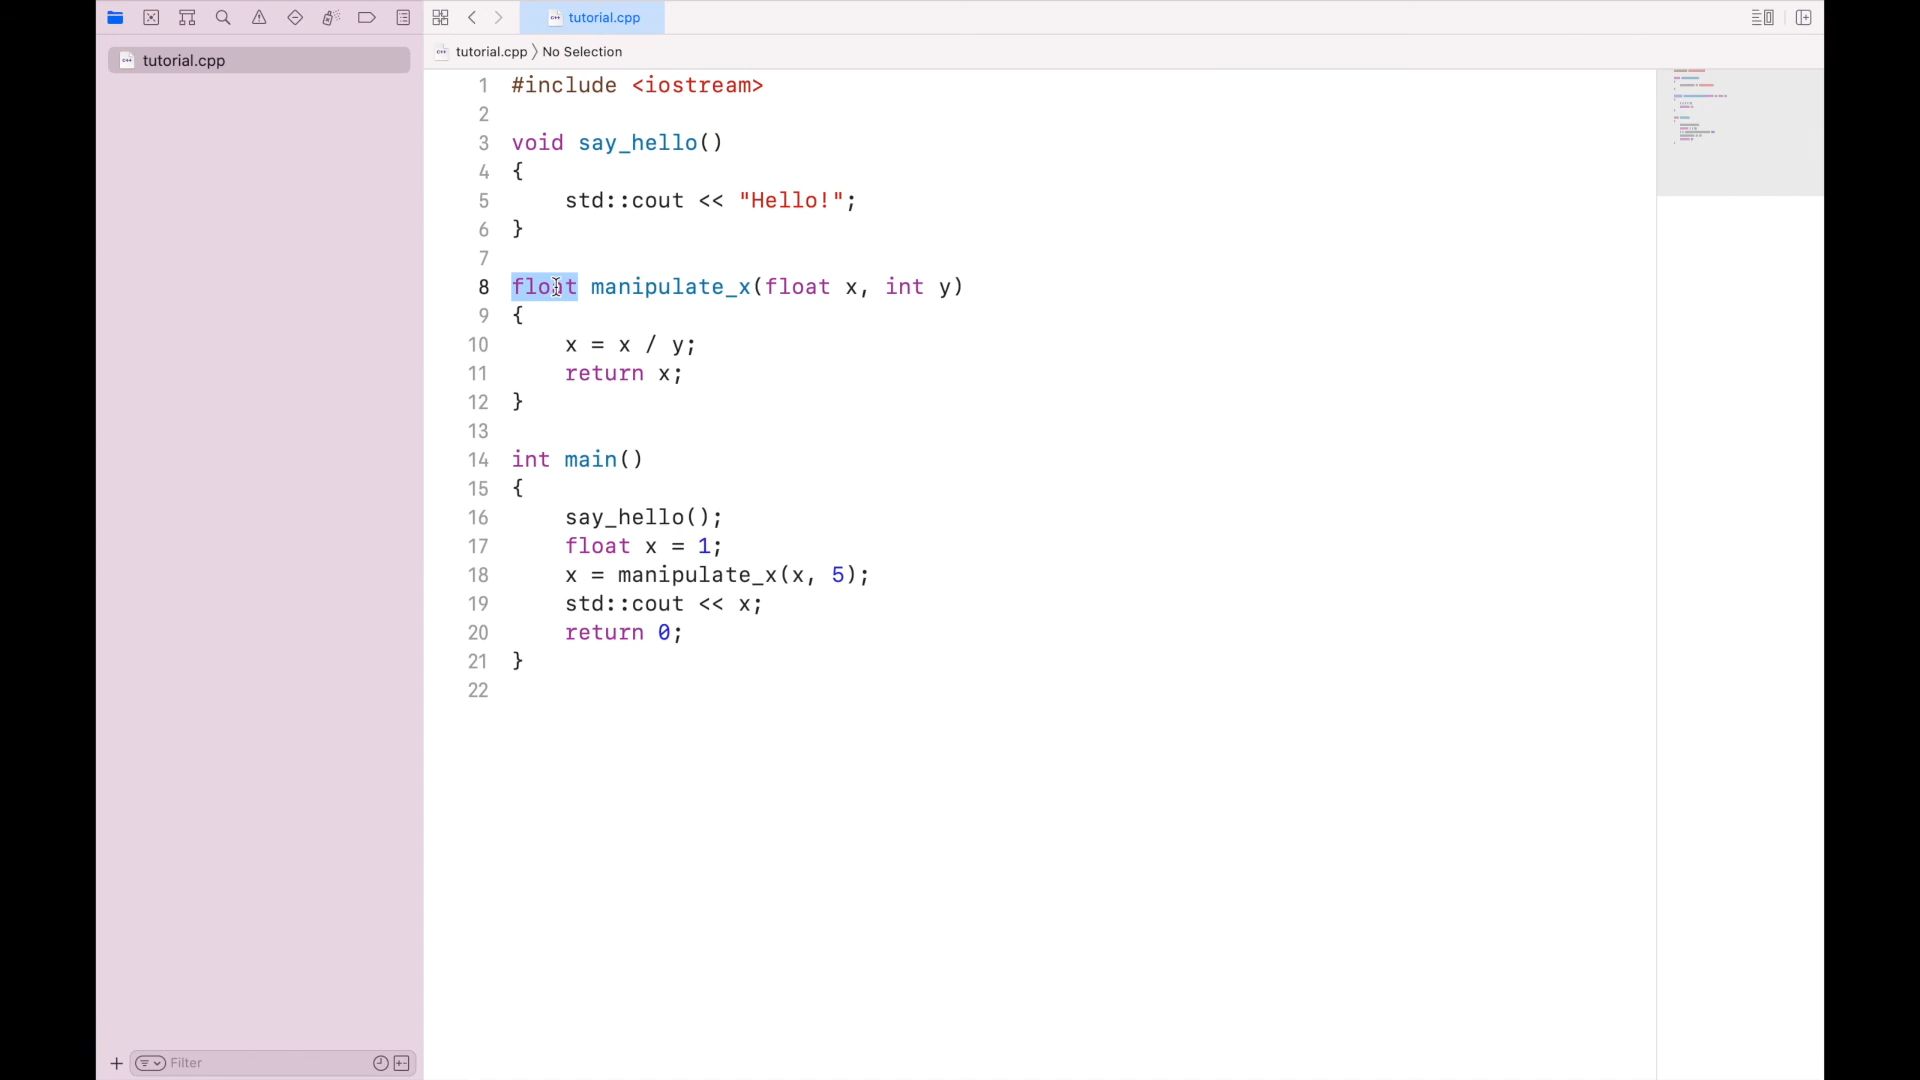 tutorial.cpp
tutorial.cpp
tutorial.cpp 〉 No Selection
1 #include <iostream>
2
3 void say_hello()
4 {
5     std::cout << "Hello!";
6 }
7
8 float manipulate_x(float x, int y)
9 {
10     x = x / y;
11     return x;
12 }
13
14 int main()
15 {
16     say_hello();
17     float x = 1;
18     x = manipulate_x(x, 5);
19     std::cout << x;
20     return 0;
21 }
22
Filter